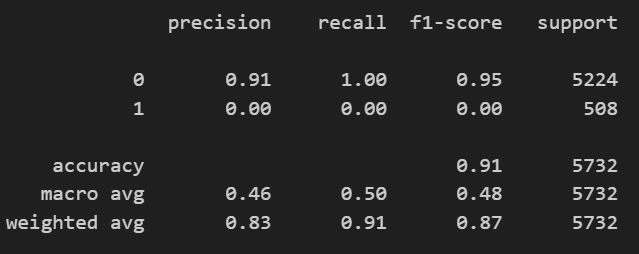 precision recall f1-score support
0 0.91 1.00 0.95 5224
1 0.00 0.00 0.00 508
accuracy 0.91 5732
macro avg 0.46 0.50 0.48 5732
weighted avg 0.83 0.91 0.87 5732